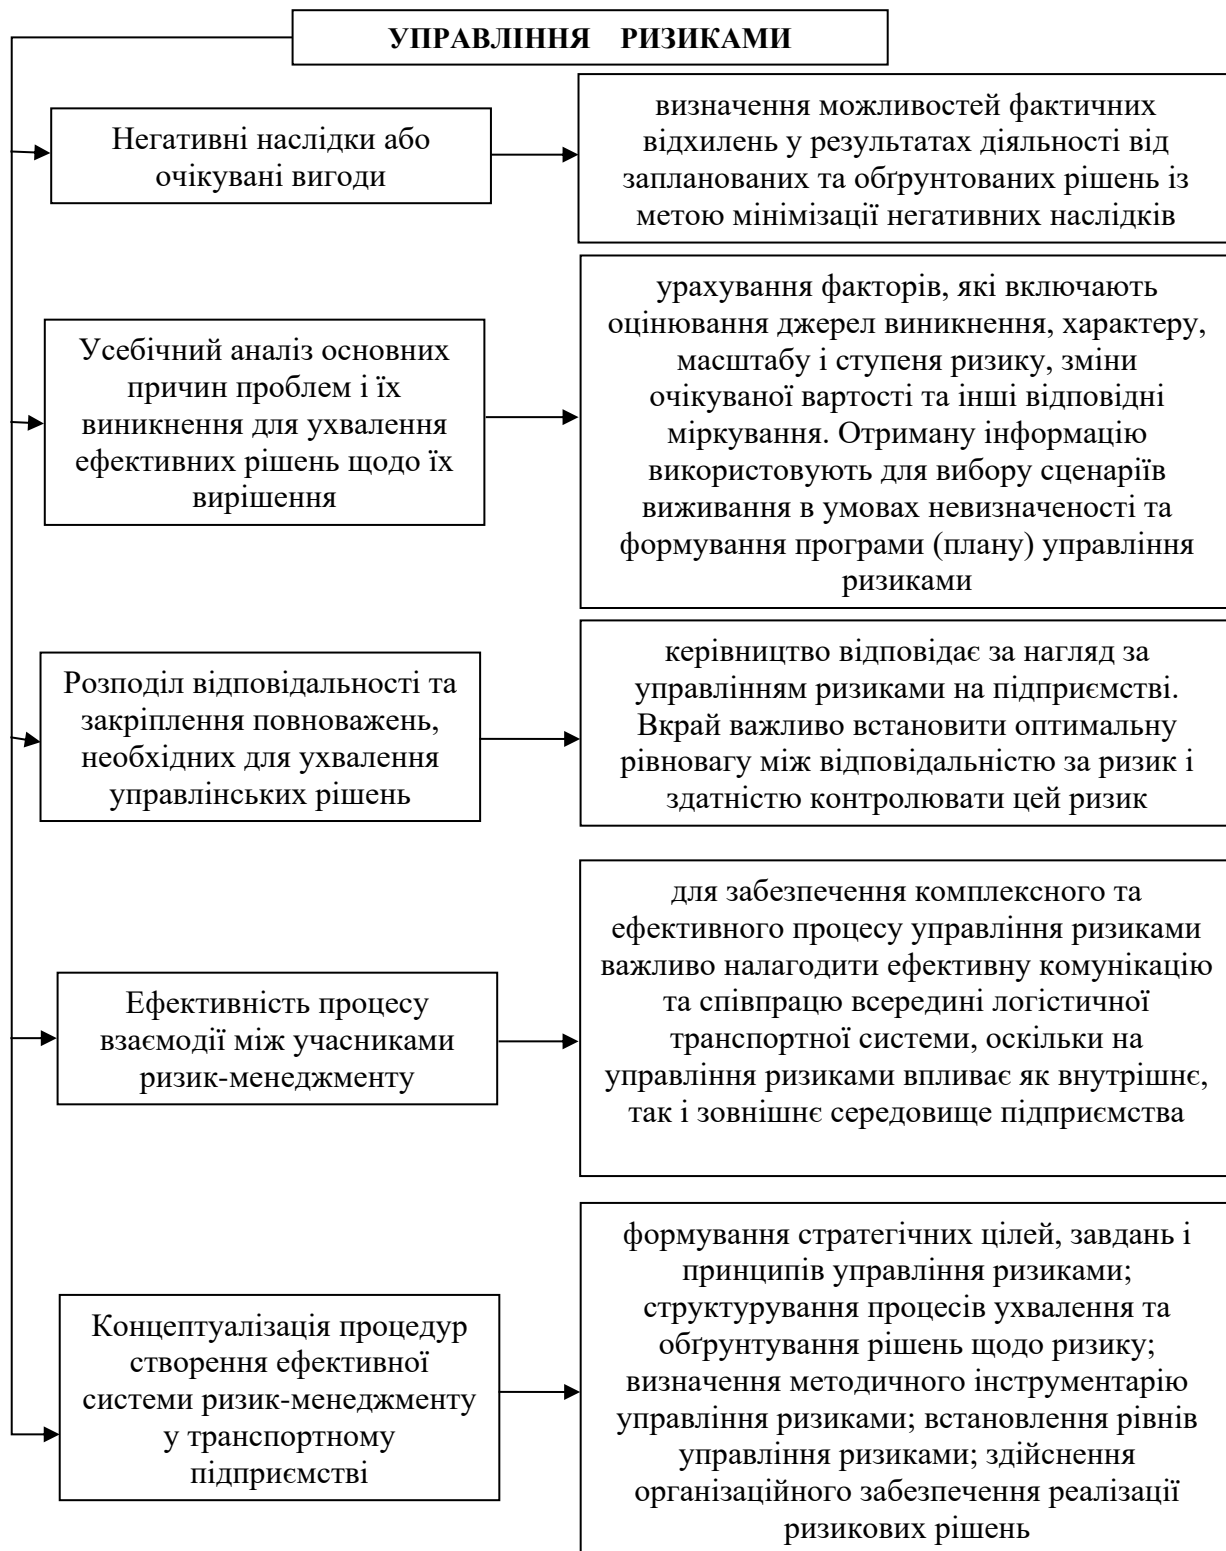 УПРАВЛІННЯ РИЗИКАМИ
Негативні наслідки або
очікувані вигоди
визначення можливостей фактичних
відхилень у результатах діяльності від
запланованих та обґрунтованих рішень із
метою мінімізації негативних наслідків
Усебічний аналіз основних
причин проблем і їх
виникнення для ухвалення
ефективних рішень щодо їх
вирішення
урахування факторів, які включають
оцінювання джерел виникнення, характеру,
масштабу і ступеня ризику, зміни
очікуваної вартості та інші відповідні
міркування. Отриману інформацію
використовують для вибору сценаріїв
виживання в умовах невизначеності та
формування програми (плану) управління
ризиками
Розподіл відповідальності та
закріплення повноважень,
необхідних для ухвалення
управлінських рішень
керівництво відповідає за нагляд за
управлінням ризиками на підприємстві.
Вкрай важливо встановити оптимальну
рівновагу між відповідальністю за ризик і
здатністю контролювати цей ризик
Ефективність процесу
взаємодії між учасниками
ризик-менеджменту
для забезпечення комплексного та
ефективного процесу управління ризиками
важливо налагодити ефективну комунікацію
та співпрацю всередині логістичної
транспортної системи, оскільки на
управління ризиками впливає як внутрішнє,
так і зовнішнє середовище підприємства
Концептуалізація процедур
створення ефективної
системи ризик-менеджменту
у транспортному
підприємстві
формування стратегічних цілей, завдань і
принципів управління ризиками;
структурування процесів ухвалення та
обґрунтування рішень щодо ризику;
визначення методичного інструментарію
управління ризиками; встановлення рівнів
управління ризиками; здійснення
організаційного забезпечення реалізації
ризикових рішень